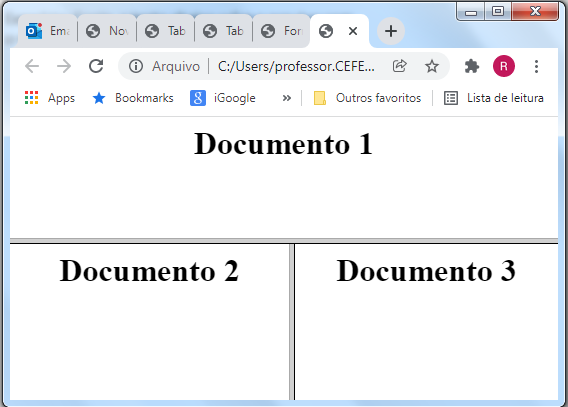 Ema Nov Tab Tab For
Arquivo C:/Users/professor.CEFE...
Apps Bookmarks iGoogle » Outros favoritos Lista de leitura
Documento 1
Documento 2 Documento 3